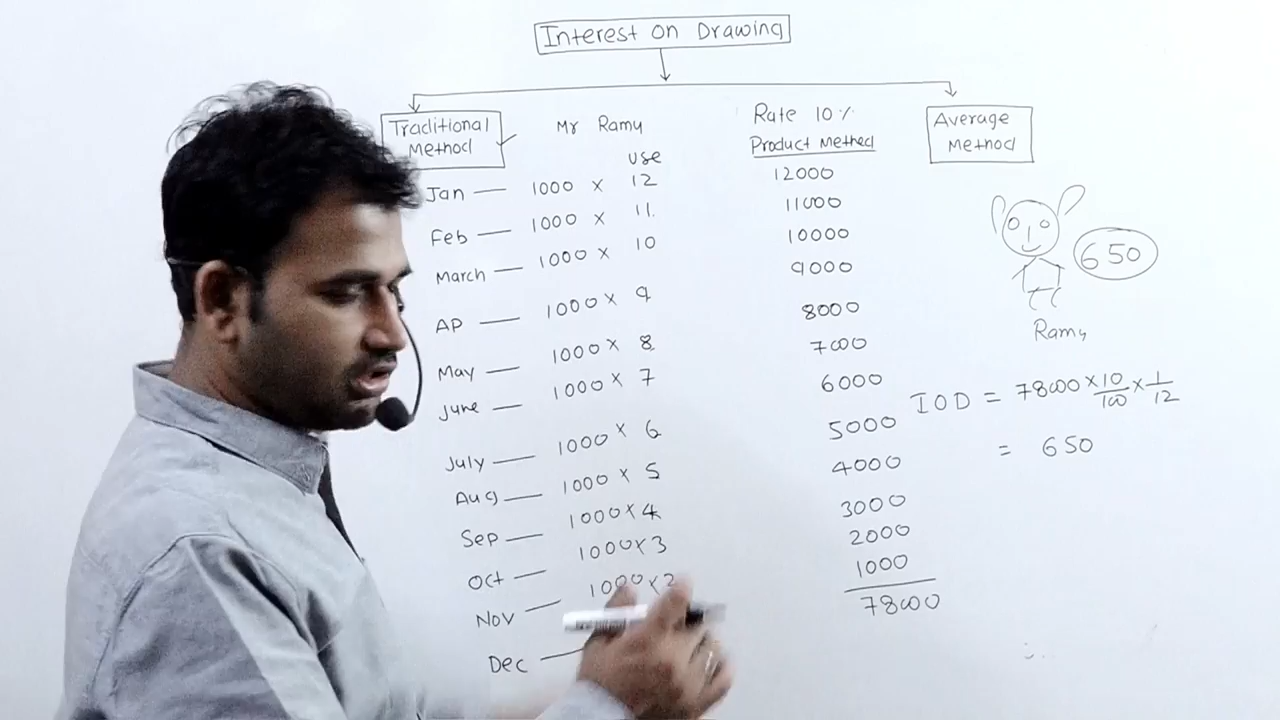 Interest on Drawing
Traditional
Method
Mr Ramy
Rate 10%
Average
Method
use
Product Method
Jan — 1000 × 12
12000
Feb — 1000 × 11
11000
March — 1000 × 10
10000
AP — 1000 × 9
9000
May — 1000 × 8
8000
June — 1000 × 7
7000
July — 1000 × 6
6000
Aug — 1000 × 5
5000
Sep — 1000 × 4
4000
Oct — 1000 × 3
3000
Nov — 1000 × 2
2000
Dec —
1000
78000
650
Ramy
IOD = 78000 × 10/100 × 1/12
= 650